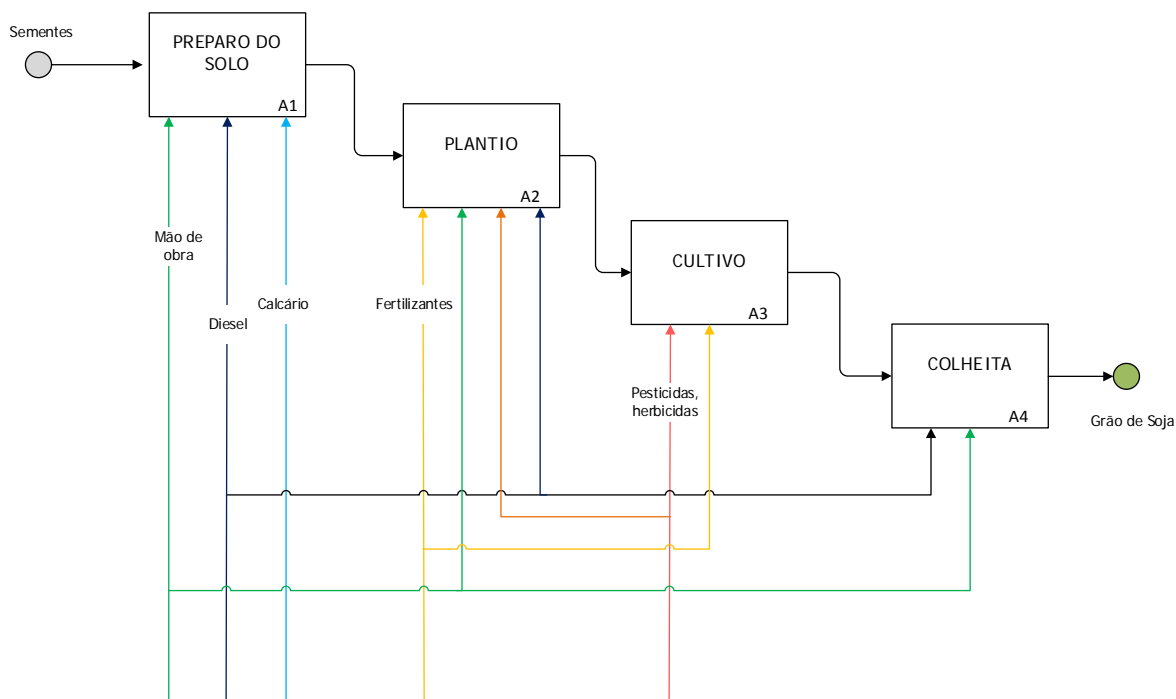 Sementes
PREPARO DO
SOLO
A1
PLANTIO
A2
Mão de
obra
CULTIVO
A3
Calcário
Fertilizantes
Diesel
COLHEITA
A4
Pesticidas,
herbicidas
Grão de Soja